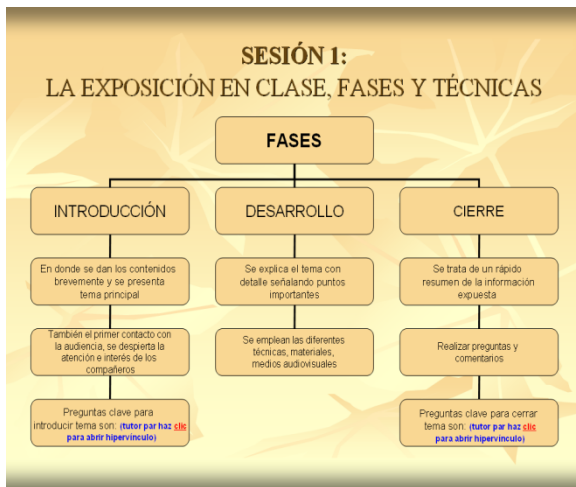 SESIÓN 1:
LA EXPOSICIÓN EN CLASE, FASES Y TÉCNICAS
FASES
INTRODUCCIÓN
En donde se dan los contenidos
brevemente y se presenta
tema principal
También el primer contacto con
la audiencia, se despierta la
atención e interés de los
compañeros
Preguntas clave para
introducir tema son: (tutor par haz clic
para abrir hipervínculo)
DESARROLLO
Se explica el tema con
detalle señalando puntos
importantes
Se emplean las diferentes
técnicas, materiales,
medios audiovisuales
CIERRE
Se trata de un rápido
resumen de la información
expuesta
Realizar preguntas y
comentarios
Preguntas clave para cerrar
tema son: (tutor par haz clic
para abrir hipervínculo)